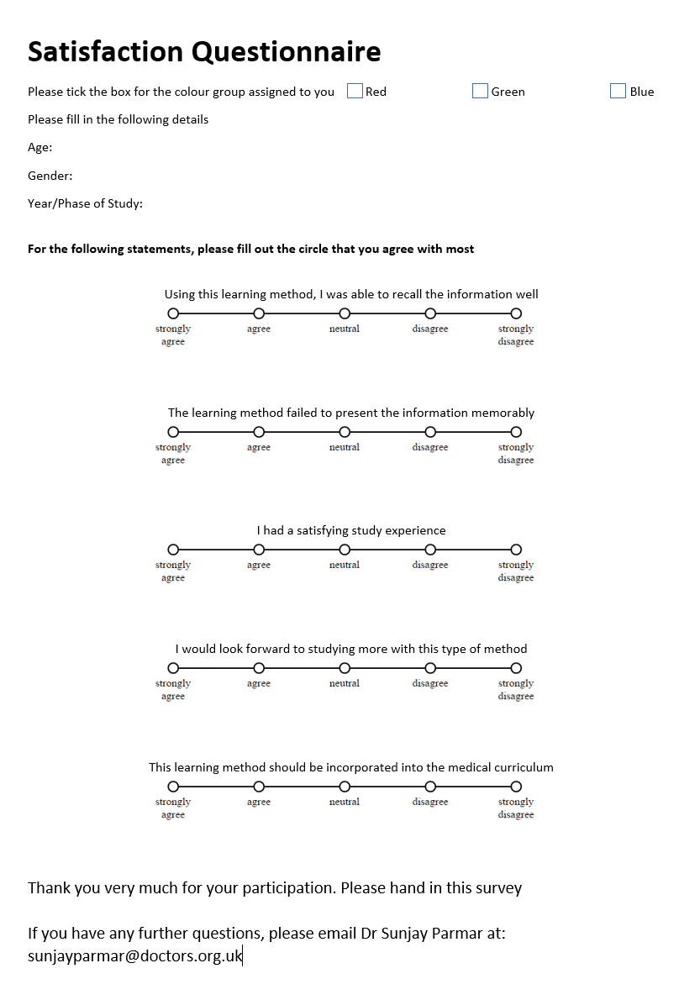 Satisfaction Questionnaire
Please tick the box for the colour group assigned to you Red Green Blue
Please fill in the following details
Age:
Gender:
Year/Phase of Study:
For the following statements, please fill out the circle that you agree with most
Using this learning method, I was able to recall the information well
strongly agree agree neutral disagree strongly disagree
The learning method failed to present the information memorably
strongly agree agree neutral disagree strongly disagree
I had a satisfying study experience
strongly agree agree neutral disagree strongly disagree
I would look forward to studying more with this type of method
strongly agree agree neutral disagree strongly disagree
This learning method should be incorporated into the medical curriculum
strongly agree agree neutral disagree strongly disagree
Thank you very much for your participation. Please hand in this survey
If you have any further questions, please email Dr Sunjay Parmar at:
sunjayparmar@doctors.org.uk